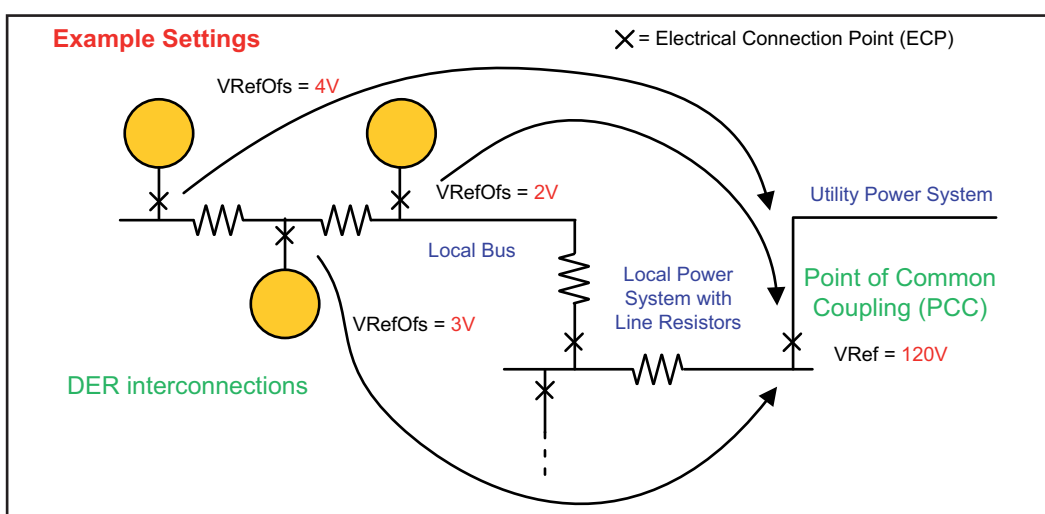 Example Settings
X = Electrical Connection Point (ECP)
VRefOfs = 4V
VRefOfs = 2V
Utility Power System
Local Bus
Local Power
System with
Line Resistors
Point of Common
Coupling (PCC)
VRefOfs = 3V
VRef = 120V
DER interconnections